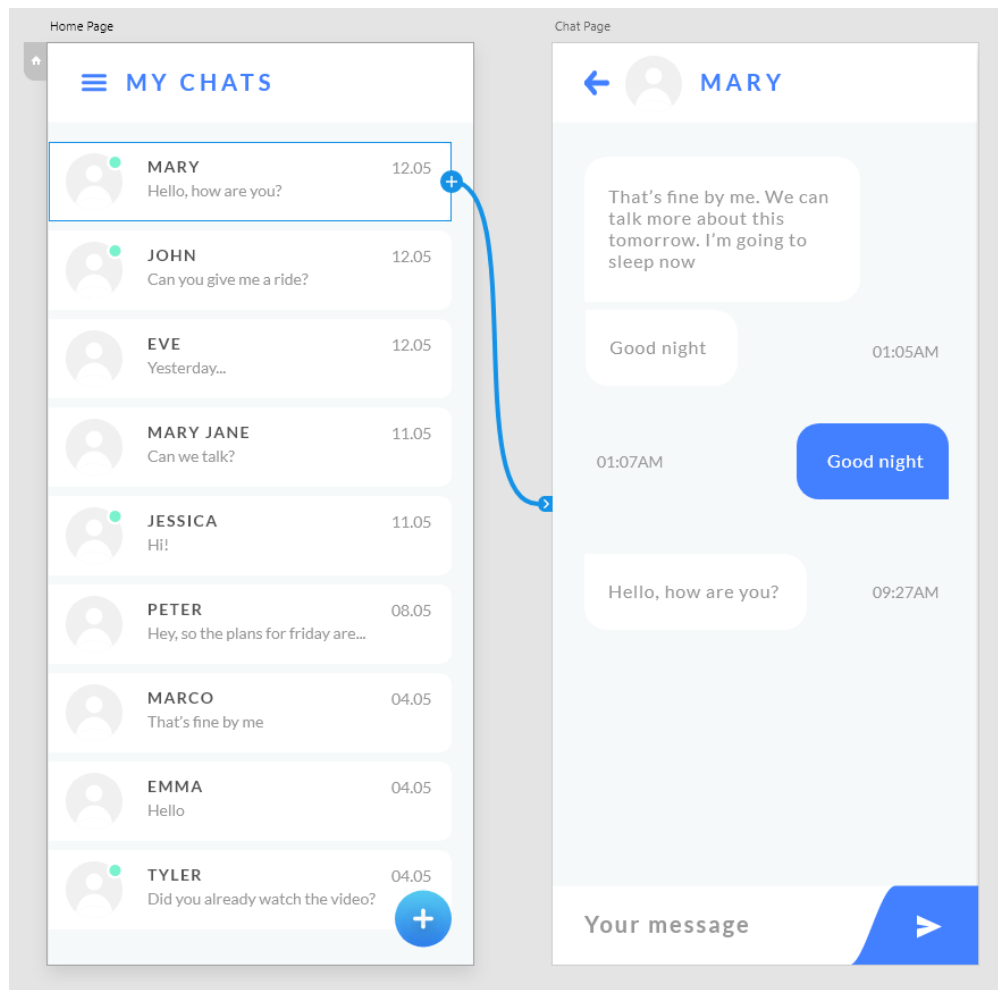 Home Page
MY CHATS
MARY
12.05
Hello, how are you?
JOHN
12.05
Can you give me a ride?
EVE
12.05
Yesterday...
MARY JANE
11.05
Can we talk?
JESSICA
11.05
Hi!
PETER
08.05
Hey, so the plans for friday are...
MARCO
04.05
That's fine by me
EMMA
04.05
Hello
TYLER
04.05
Did you already watch the video?
Chat Page
MARY
That's fine by me. We can
talk more about this
tomorrow. I'm going to
sleep now
Good night
01:05AM
01:07AM
Good night
Hello, how are you?
09:27AM
Your message